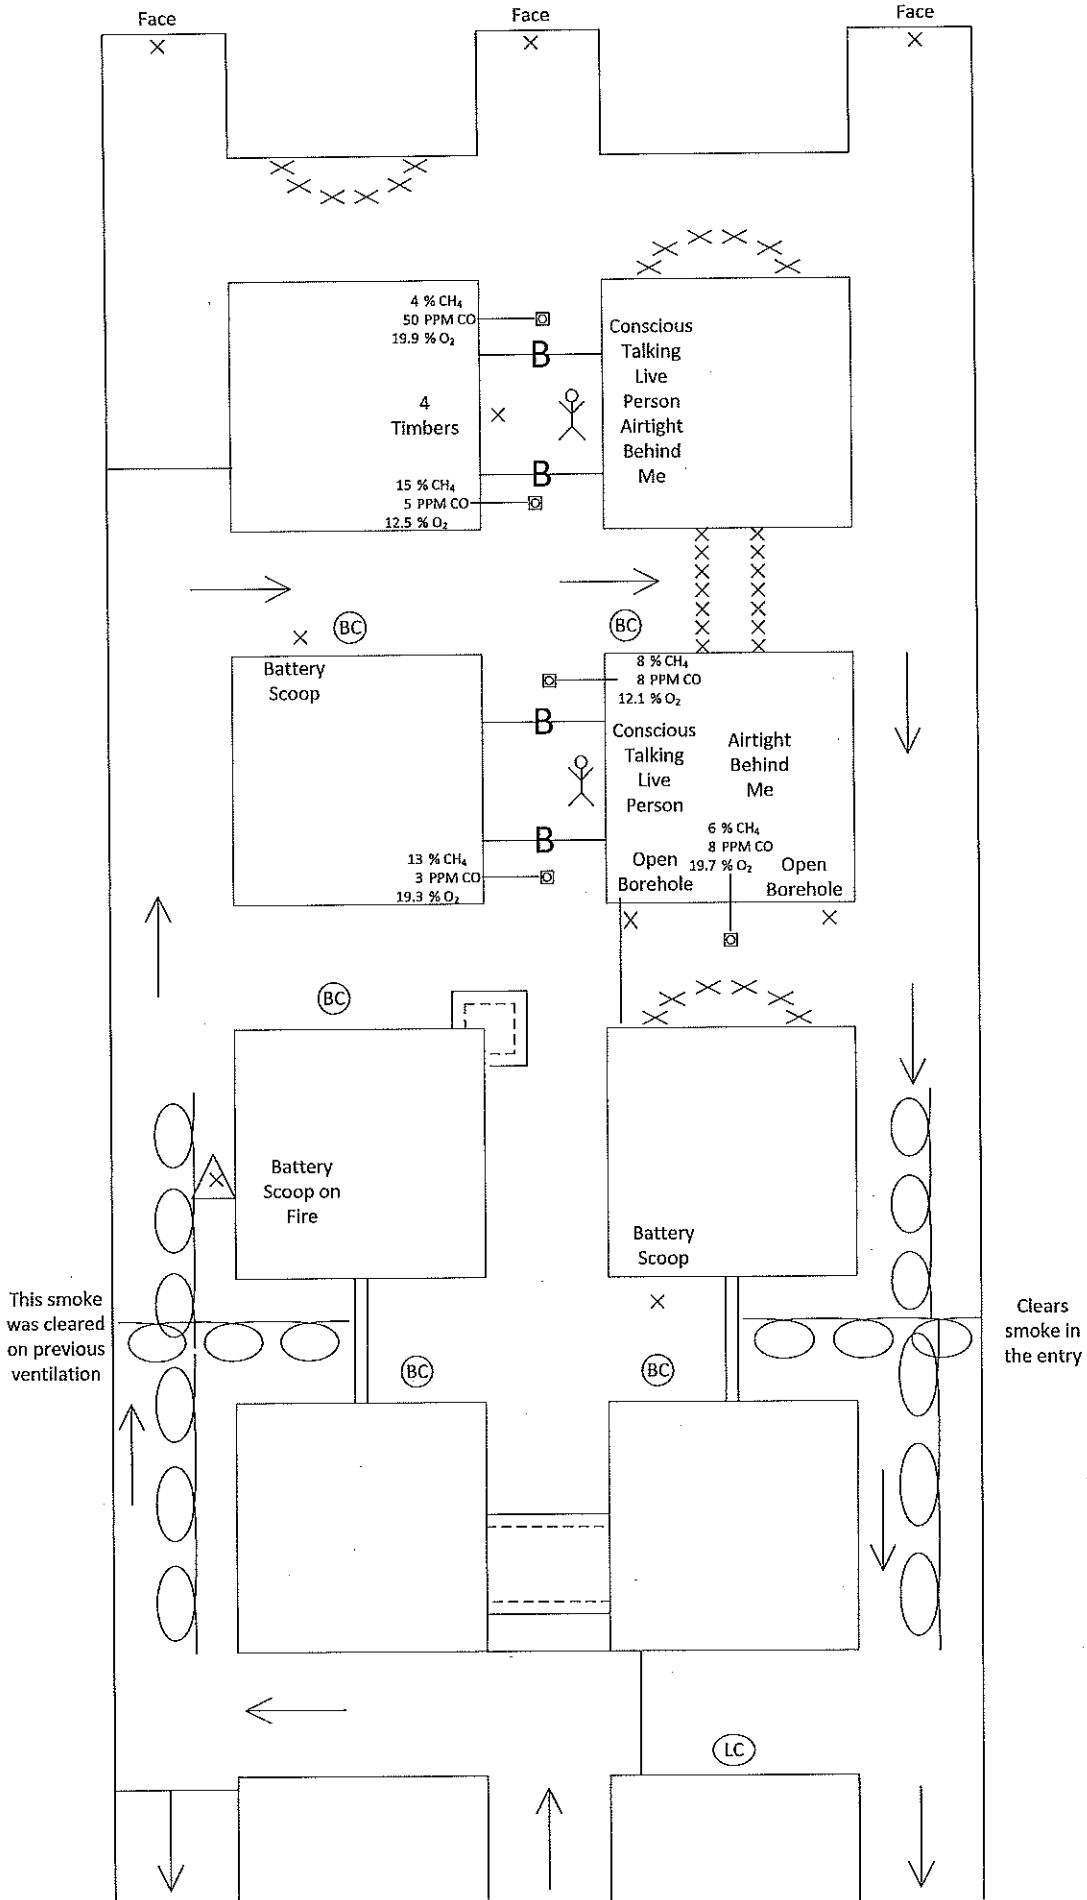 Face
Face
Face
4 % CH₄
50 PPM CO
19.9 % O₂
B
Conscious
Talking
Live
Person
Airtight
Behind
Me
4
Timbers
B
15 % CH₄
5 PPM CO
12.5 % O₂
BC
BC
Battery
Scoop
8 % CH₄
8 PPM CO
12.1 % O₂
B
Conscious
Talking
Live
Person
Airtight
Behind
Me
B
6 % CH₄
8 PPM CO
19.7 % O₂
13 % CH₄
3 PPM CO
19.3 % O₂
Open
Borehole
Open
Borehole
BC
Battery
Scoop on
Fire
Battery
Scoop
This smoke
was cleared
on previous
ventilation
Clears
smoke in
the entry
BC
BC
LC